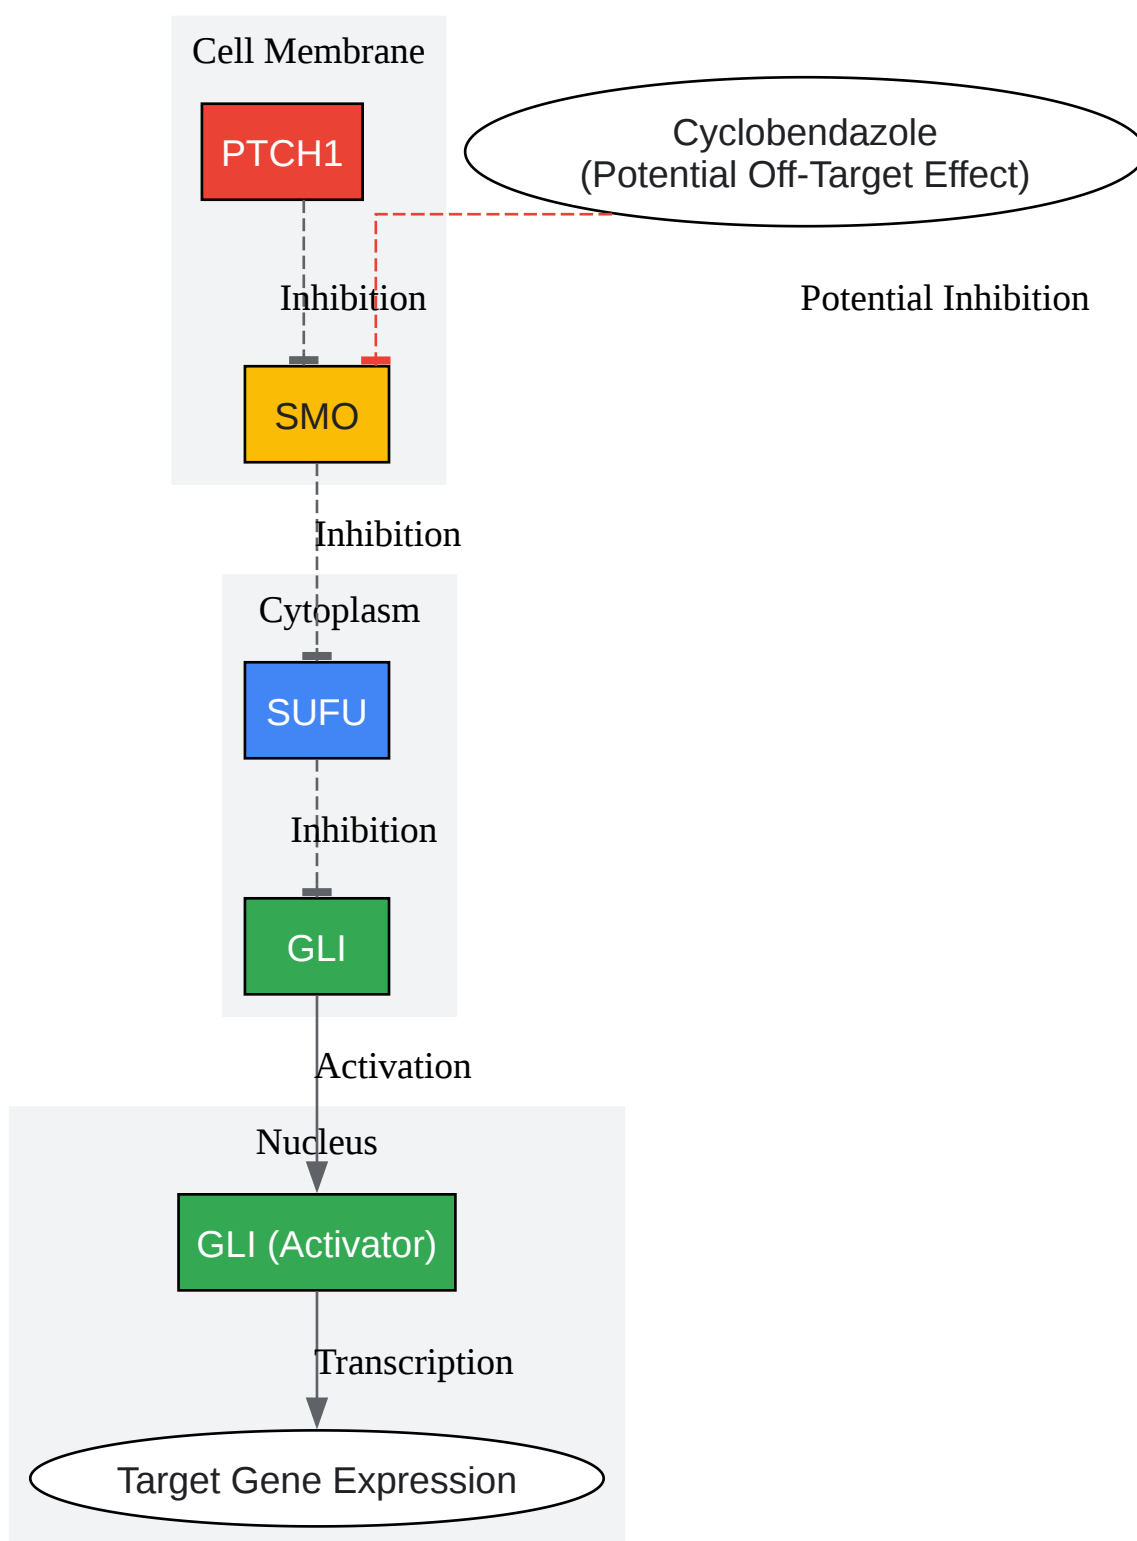 Cell Membrane
PTCH1
Cyclobendazole
(Potential Off-Target Effect)
Inhibition
Potential Inhibition
SMO
Inhibition
Cytoplasm
SUFU
Inhibition
GLI
Activation
Nucleus
GLI (Activator)
Transcription
Target Gene Expression